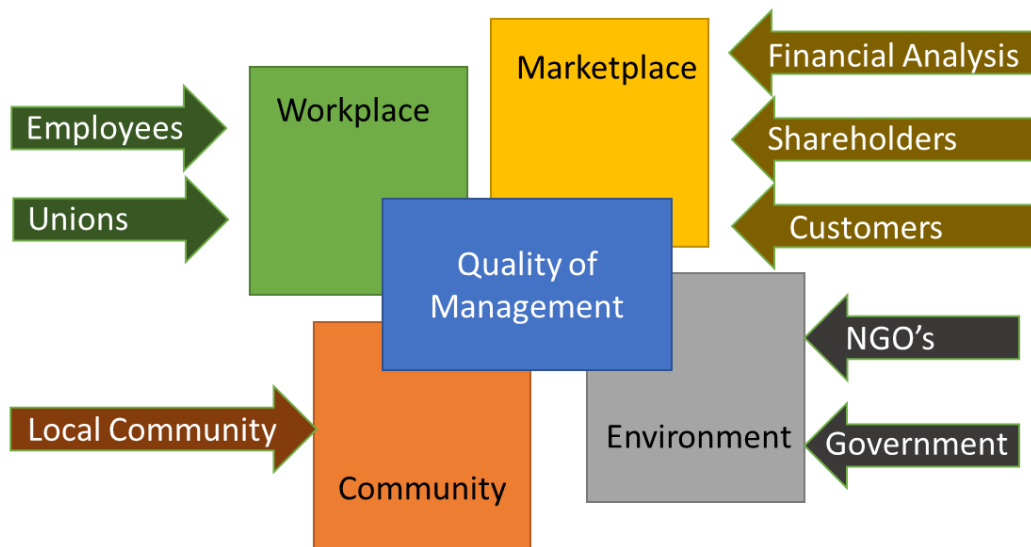 Marketplace
Financial Analysis
Workplace
Employees
Shareholders
Unions
Customers
Quality of
Management
NGO’s
Local Community
Environment
Government
Community